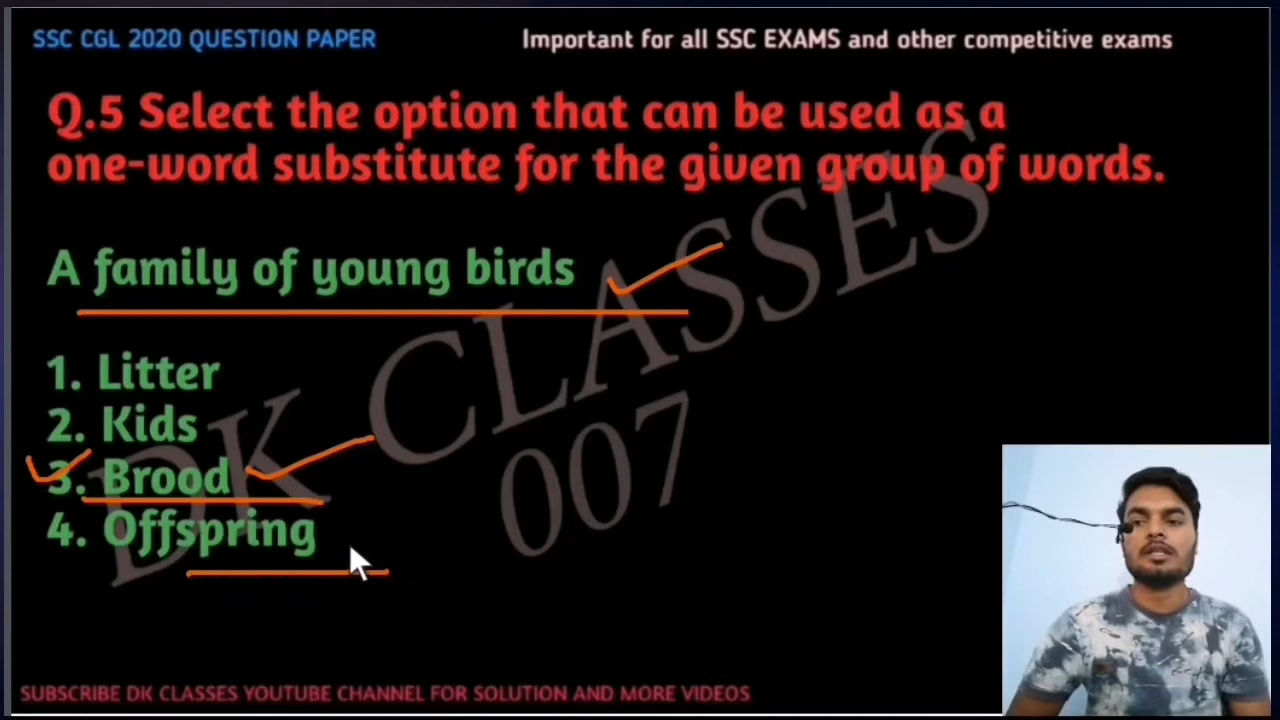 SSC CGL 2020 QUESTION PAPER
Important for all SSC EXAMS and other competitive exams
Q.5 Select the option that can be used as a
one-word substitute for the given group of words.
A family of young birds
1. Litter
2. Kids
3. Brood
4. Offspring
DK CLASSES
007
SUBSCRIBE DK CLASSES YOUTUBE CHANNEL FOR SOLUTION AND MORE VIDEOS